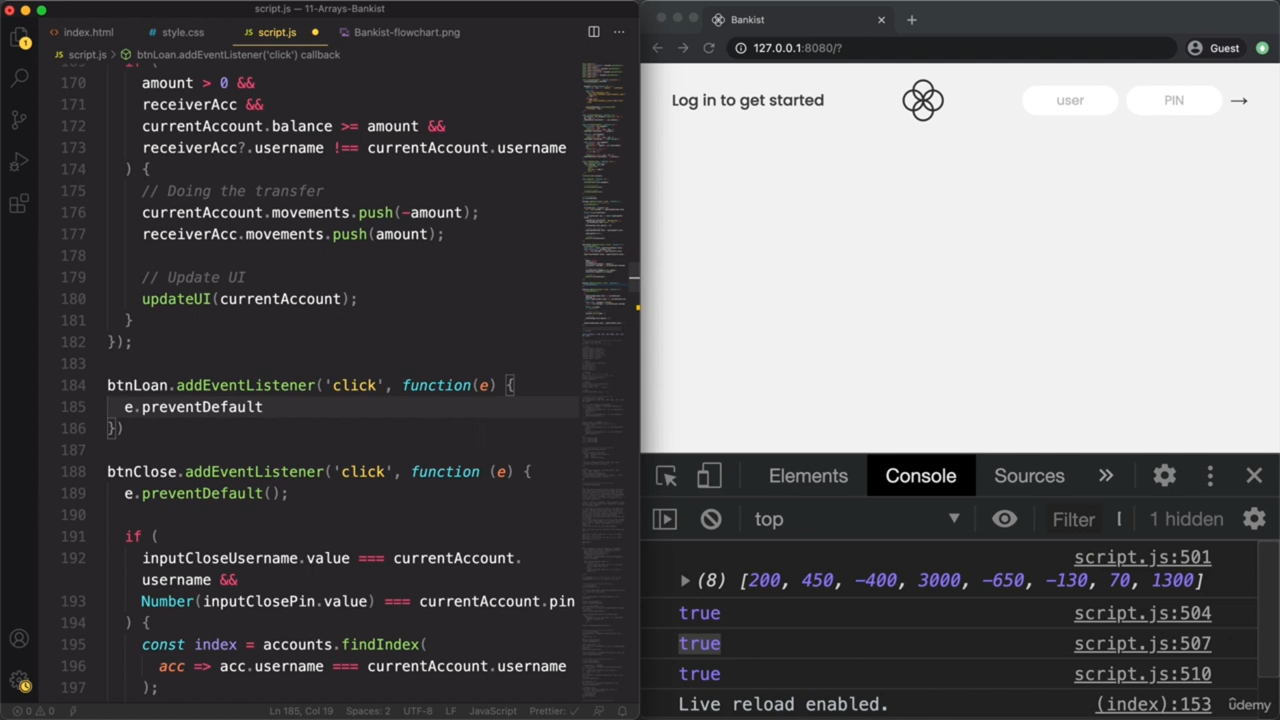 script.js — 11-Arrays-Bankist
index.html
style.css
script.js
Bankist-flowchart.png
script.js > btnLoan.addEventListener('click') callback
if (
170 amount > 0 &&
171 receiverAcc &&
172 currentAccount.balance >= amount &&
173 receiverAcc?.username !== currentAccount.username
174 ) {
175 // Doing the transfer
176 currentAccount.movements.push(-amount);
177 receiverAcc.movements.push(amount);
178
179 // Update UI
180 updateUI(currentAccount);
181 }
182 });
183
184 btnLoan.addEventListener('click', function(e) {
185 e.preventDefault
186 })
187
188 btnClose.addEventListener('click', function (e) {
189 e.preventDefault();
190
191 if (
192 inputCloseUsername.value === currentAccount.
username &&
193 Number(inputClosePin.value) === currentAccount.pin
194 ) {
195 const index = accounts.findIndex(
196 acc => acc.username === currentAccount.username
197 );
0 0
Ln 185, Col 19
Spaces: 2
UTF-8
LF
JavaScript
Prettier: ✓
Bankist
127.0.0.1:8080/?
Guest
Log in to get started
user
PIN
Elements
Console
Sources
top
Filter
1 hidden
script.js:501
(8) [200, 450, -400, 3000, -650, -130, 70, 1300]
true script.js:504
true script.js:507
true script.js:510
Live reload enabled. (index):153
udemy